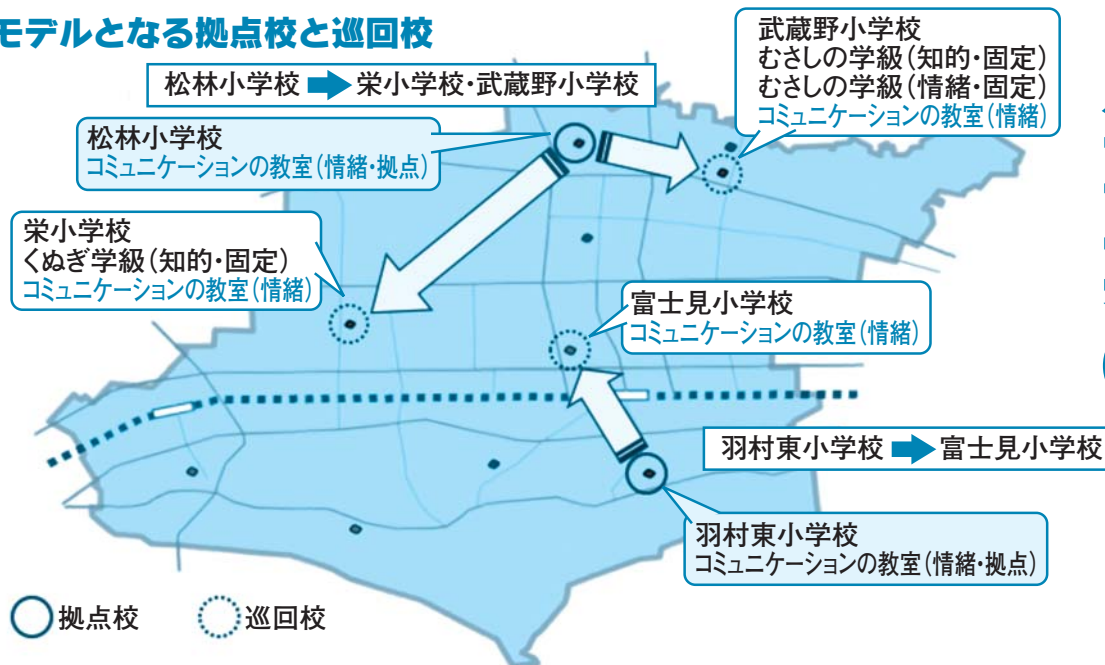 モデルとなる拠点校と巡回校
松林小学校 ➡ 栄小学校・武蔵野小学校
武蔵野小学校
むさしの学級(知的・固定)
むさしの学級(情緒・固定)
コミュニケーションの教室(情緒)
松林小学校
コミュニケーションの教室(情緒・拠点)
栄小学校
くぬぎ学級(知的・固定)
コミュニケーションの教室(情緒)
富士見小学校
コミュニケーションの教室(情緒)
羽村東小学校 ➡ 富士見小学校
羽村東小学校
コミュニケーションの教室(情緒・拠点)
拠点校
巡回校